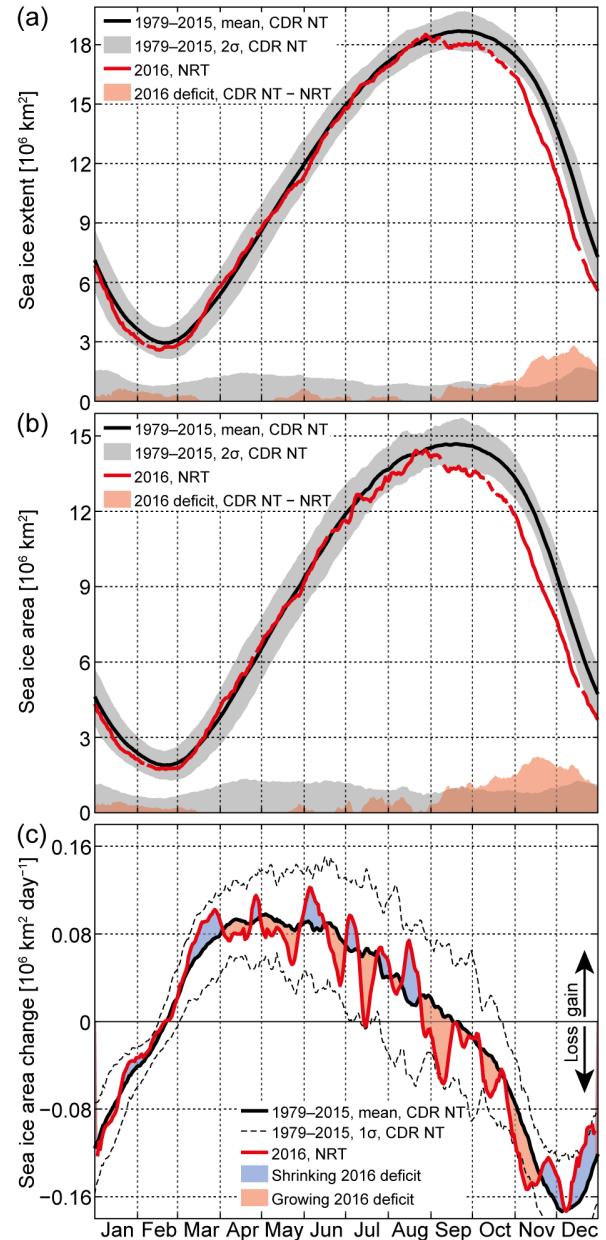 (a)
1979–2015, mean, CDR NT
1979–2015, 2σ, CDR NT
2016, NRT
2016 deficit, CDR NT − NRT
Sea ice extent [10⁶ km²]
18
15
12
9
6
3
0
(b)
1979–2015, mean, CDR NT
1979–2015, 2σ, CDR NT
2016, NRT
2016 deficit, CDR NT − NRT
Sea ice area [10⁶ km²]
15
12
9
6
3
0
(c)
Sea ice area change [10⁶ km² day⁻¹]
0.16
0.08
0
−0.08
−0.16
Loss gain
1979–2015, mean, CDR NT
1979–2015, 1σ, CDR NT
2016, NRT
Shrinking 2016 deficit
Growing 2016 deficit
Jan Feb Mar Apr May Jun Jul Aug Sep Oct Nov Dec